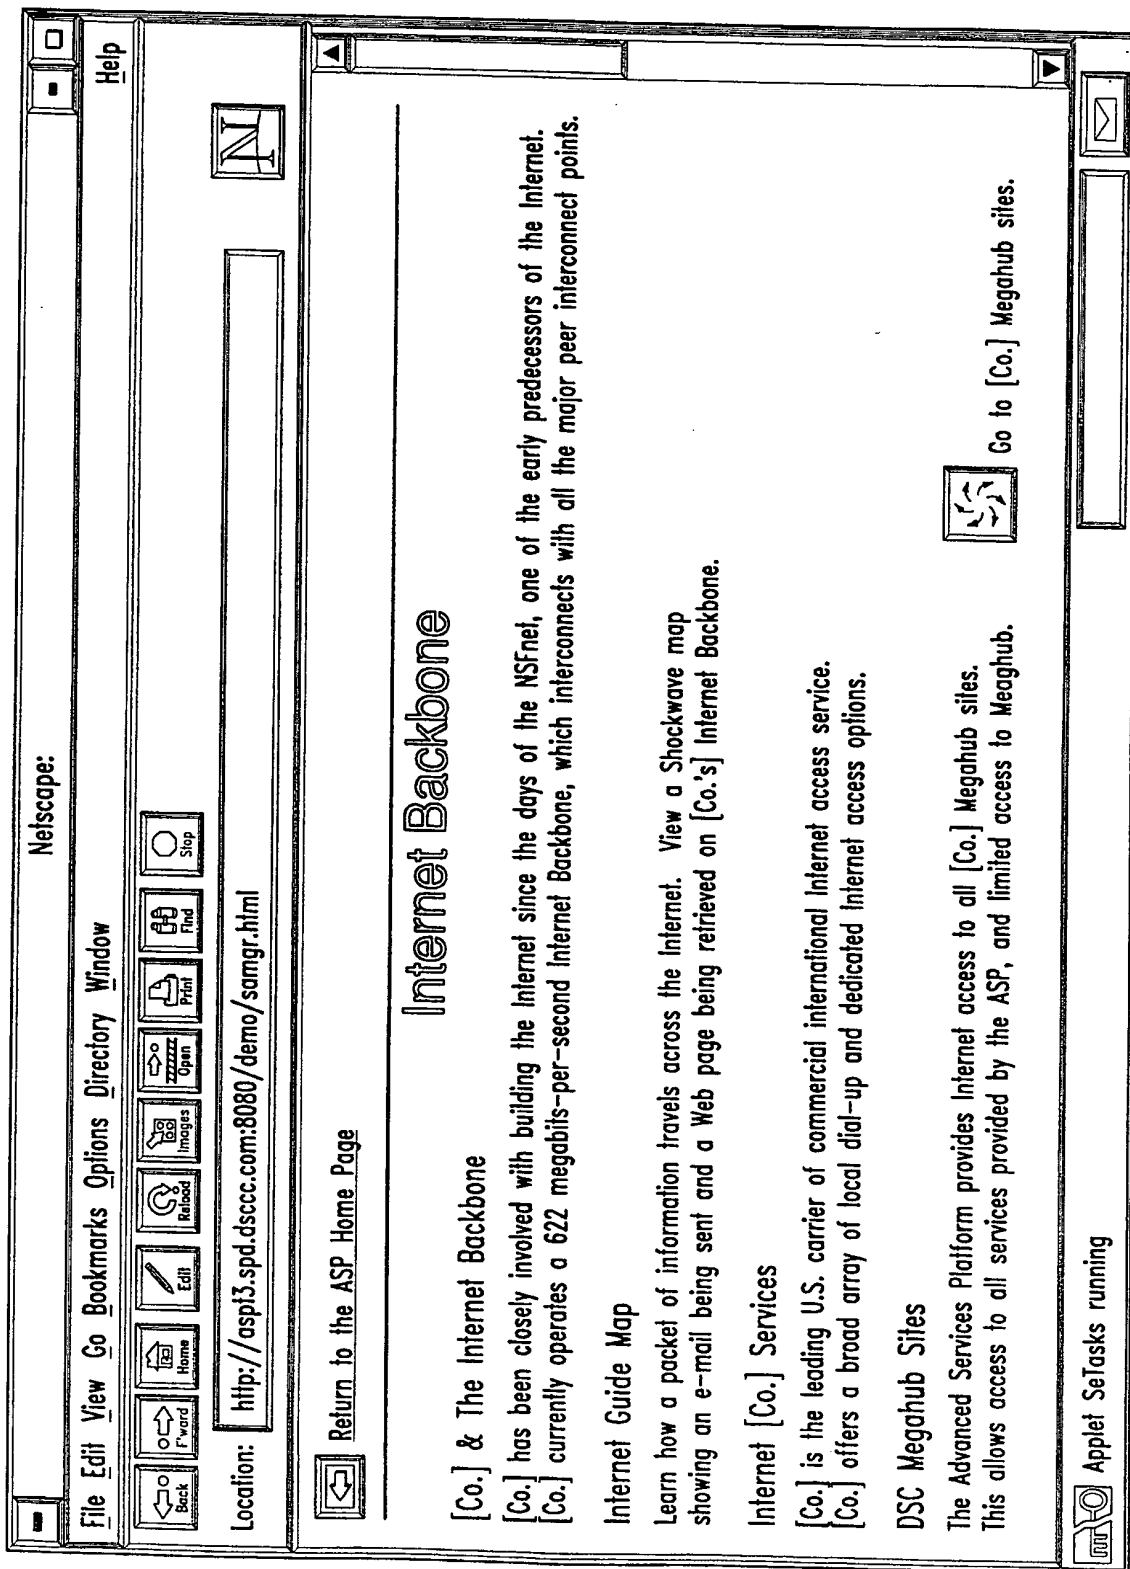 Netscape:
File Edit View Go Bookmarks Options Directory Window Help
Back F'ward Home Edit Reload Images Open Print Find Stop
Location: http://aspt3.spd.dsccc.com:8080/demo/samgr.html
N
Return to the ASP Home Page
Internet Backbone
[Co.] & The Internet Backbone
[Co.] has been closely involved with building the Internet since the days of the NSFnet, one of the early predecessors of the Internet.
[Co.] currently operates a 622 megabits-per-second Internet Backbone, which interconnects with all the major peer interconnect points.
Internet Guide Map
Learn how a packet of information travels across the Internet. View a Shockwave map
showing an e-mail being sent and a Web page being retrieved on [Co.'s] Internet Backbone.
Internet [Co.] Services
[Co.] is the leading U.S. carrier of commercial international Internet access service.
[Co.] offers a broad array of local dial-up and dedicated Internet access options.
DSC Megahub Sites
The Advanced Services Platform provides Internet access to all [Co.] Megahub sites.
This allows access to all services provided by the ASP, and limited access to Meaghub.
Go to [Co.] Megahub sites.
Applet SeTasks running